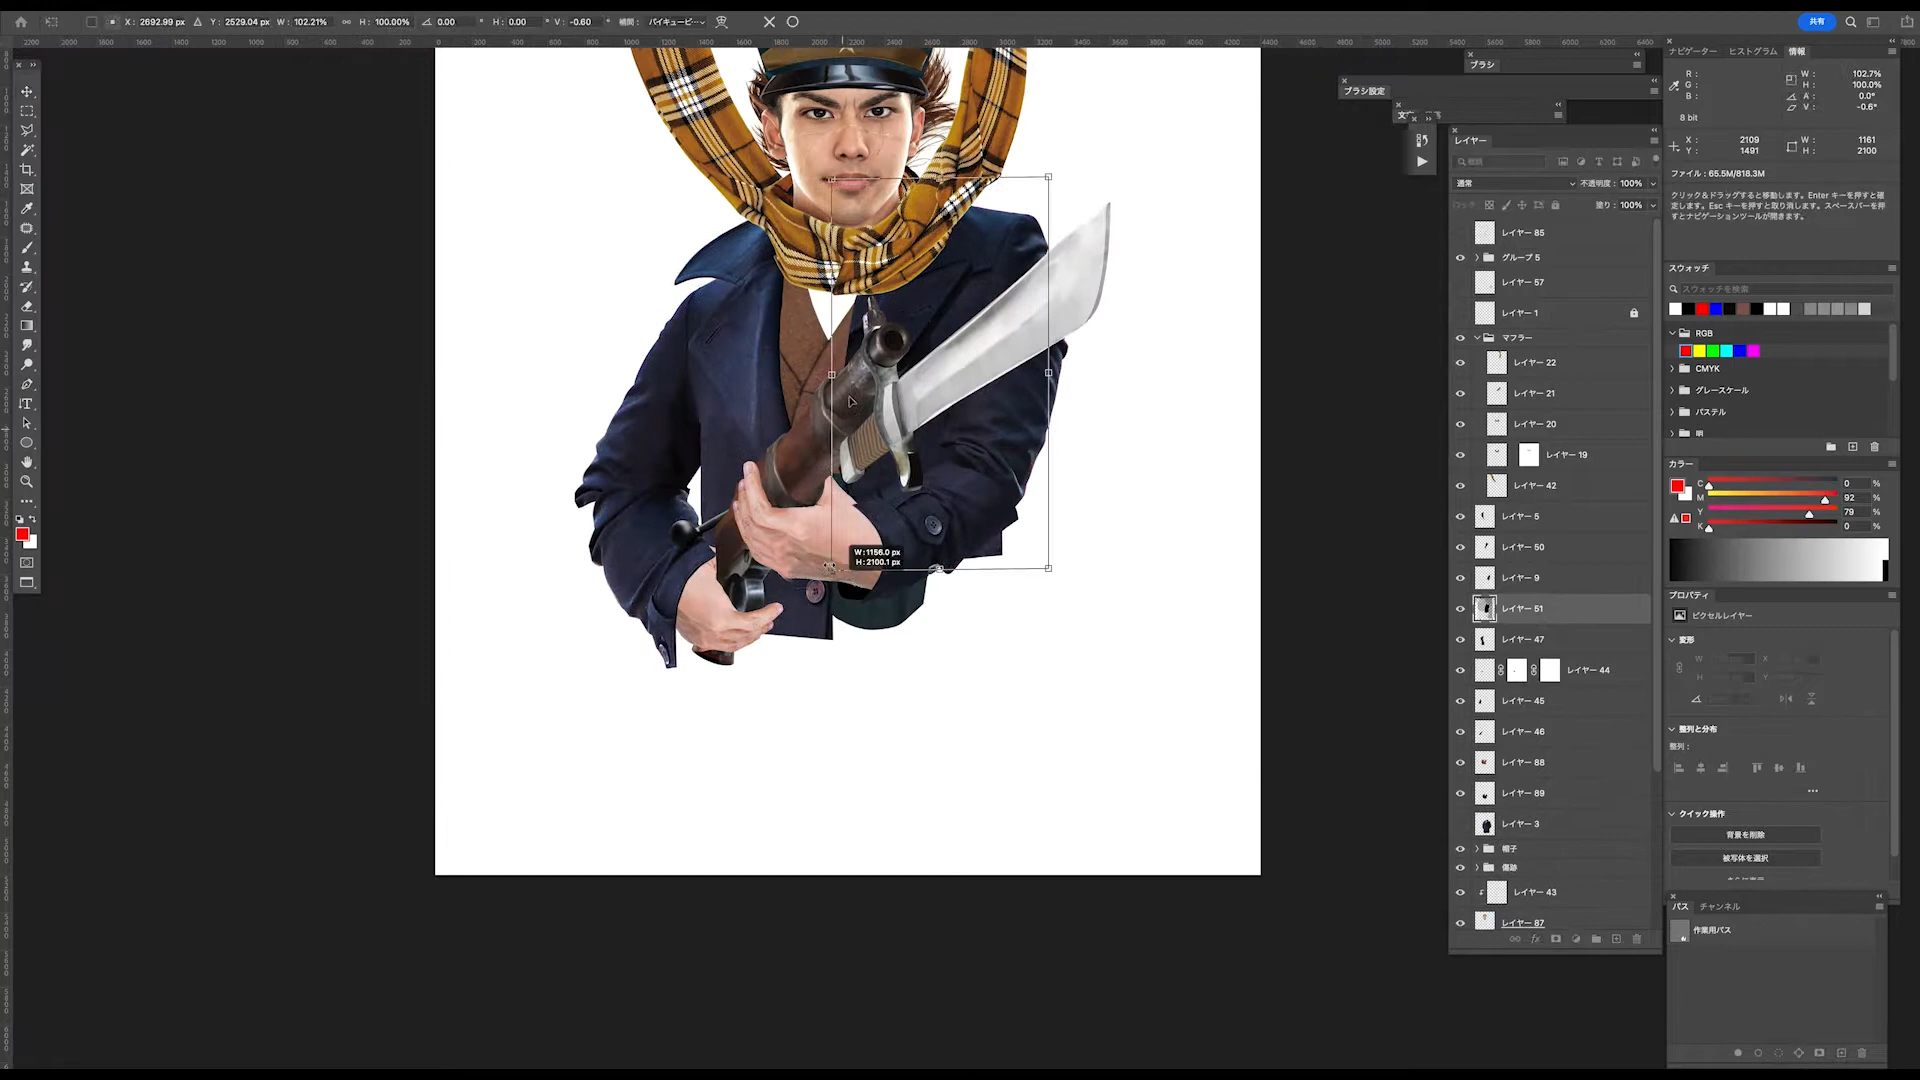 X : 2692.99 px Y : 2529.04 px W : 102.21% H : 100.00% 0.00 ° H : 0.00 ° V : -0.60 ° 補間 : バイキュービ… 共有
ナビゲーター ヒストグラム 情報
R :
G :
B :
W : 102.7%
H : 100.0%
A : 0.0°
V : -0.6°
8 bit
X : 2109
Y : 1491
W : 1161
H : 2100
ファイル : 65.5M/818.3M
クリック＆ドラッグすると移動します。Enter キーを押すと確
定します。Esc キーを押すと取り消します。スペースバーを押
すとナビゲーションツールが開きます。
ブラシ
ブラシ設定
レイヤー
通常 不透明度 : 100%
塗り : 100%
レイヤー 85
グループ 5
レイヤー 57
レイヤー 1
マフラー
レイヤー 22
レイヤー 21
レイヤー 20
レイヤー 19
レイヤー 42
レイヤー 5
レイヤー 50
レイヤー 9
レイヤー 51
レイヤー 47
レイヤー 44
レイヤー 45
レイヤー 46
レイヤー 88
レイヤー 89
レイヤー 3
帽子
傷跡
レイヤー 43
レイヤー 87
スウォッチ
スウォッチを検索
RGB
CMYK
グレースケール
パステル
明
カラー
C 0 %
M 92 %
Y 79 %
K 0 %
プロパティ
ピクセルレイヤー
変形
W X
H Y
整列と分布
整列 :
クイック操作
背景を削除
被写体を選択
パス チャンネル
作業用パス
W : 1156.0 px
H : 2100.1 px